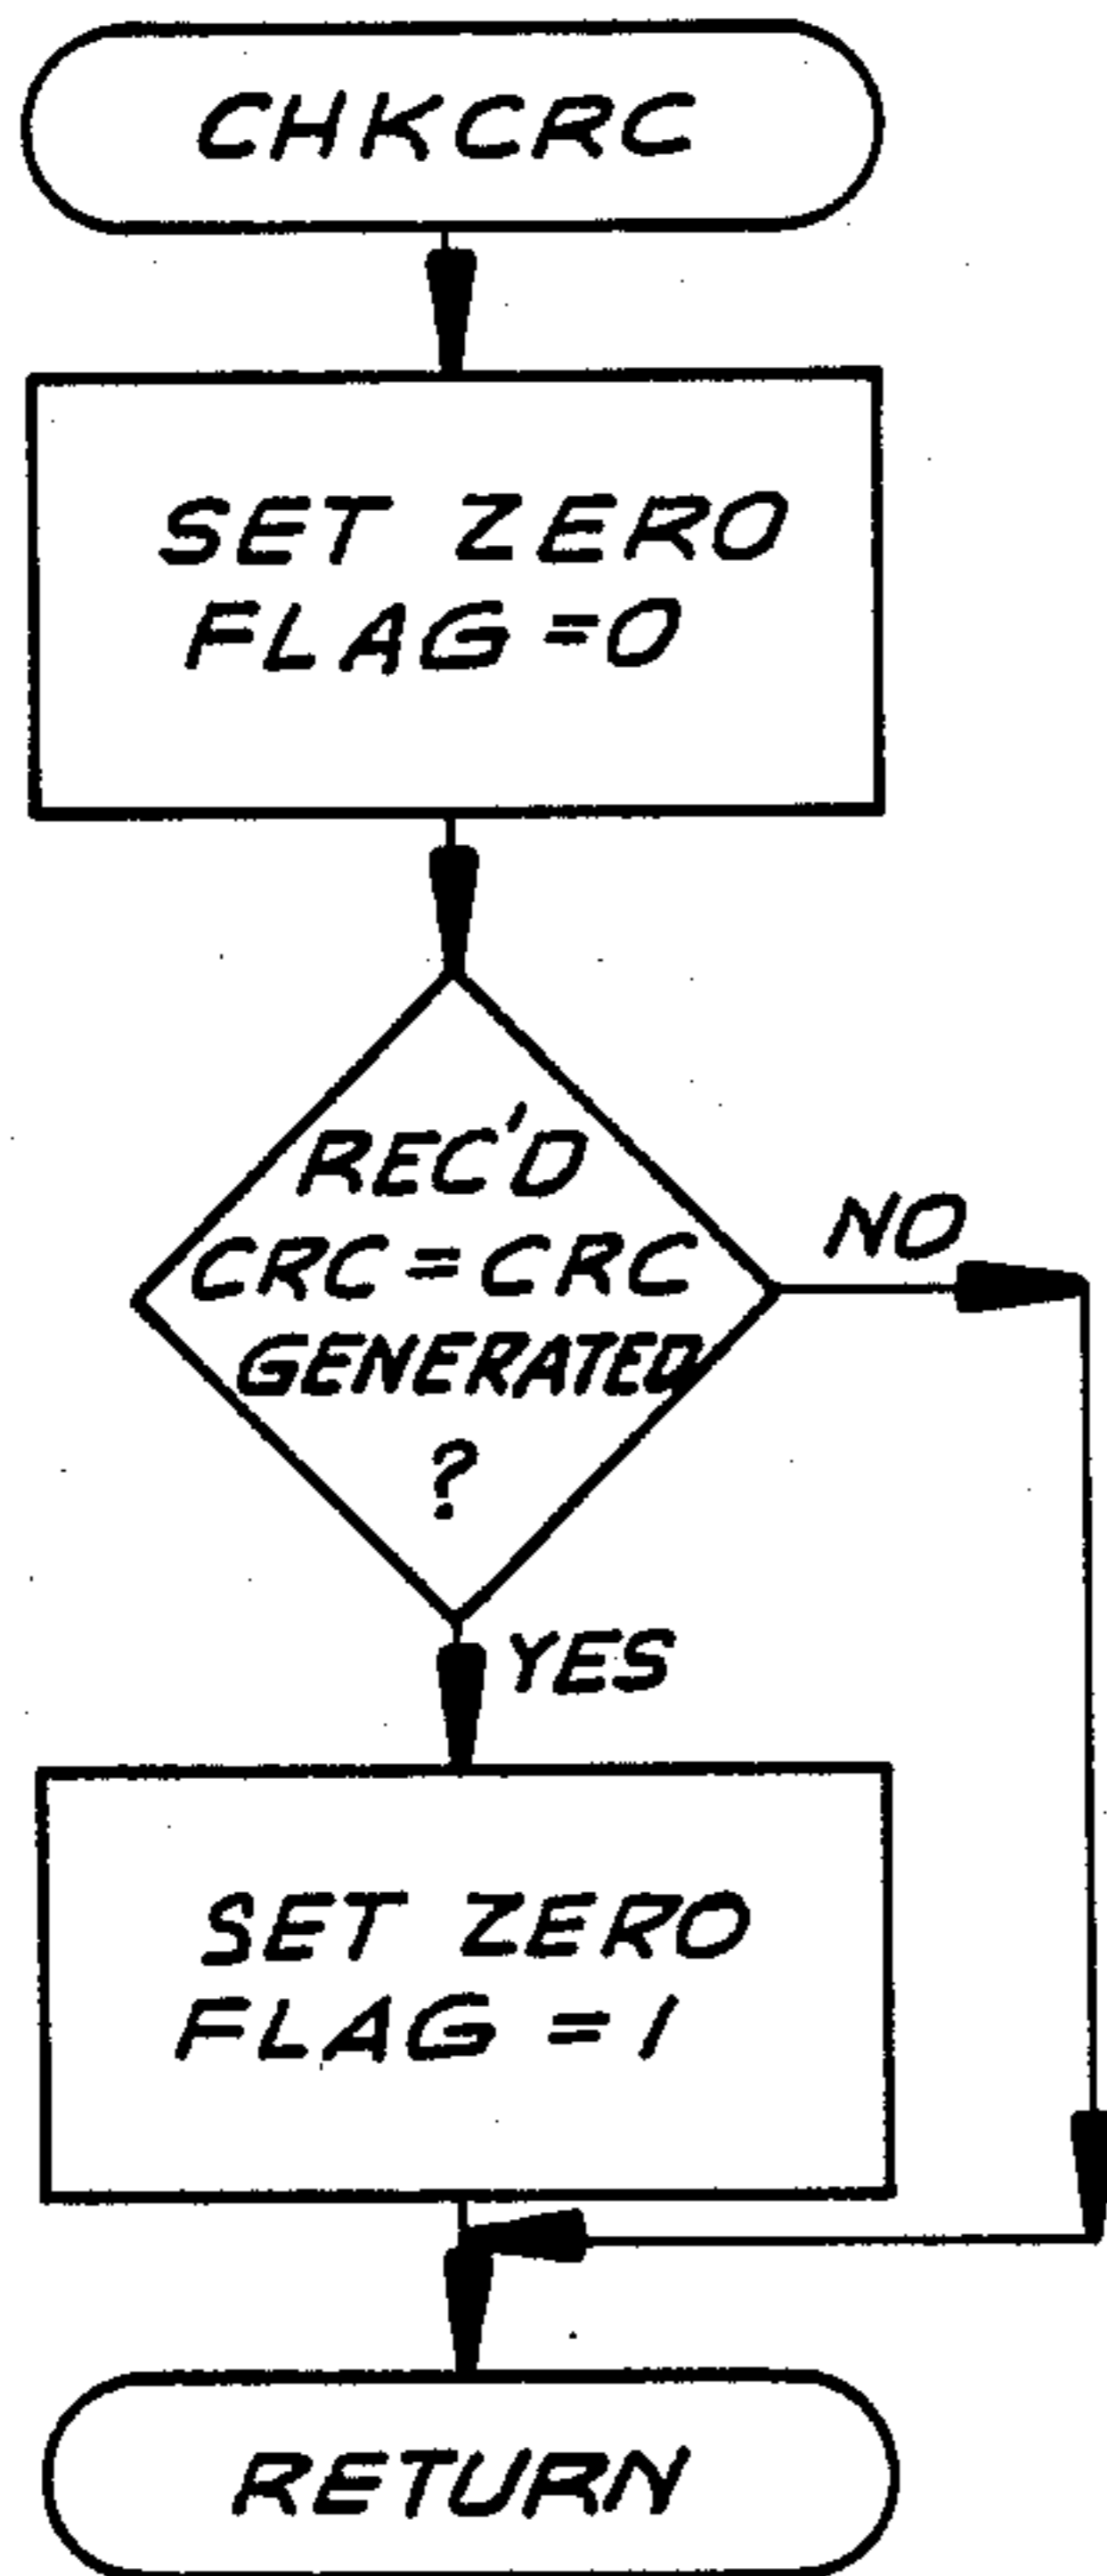 CHKCRC
SET ZERO
FLAG=0
REC'D
CRC=CRC
GENERATED
?
NO
YES
SET ZERO
FLAG=1
RETURN